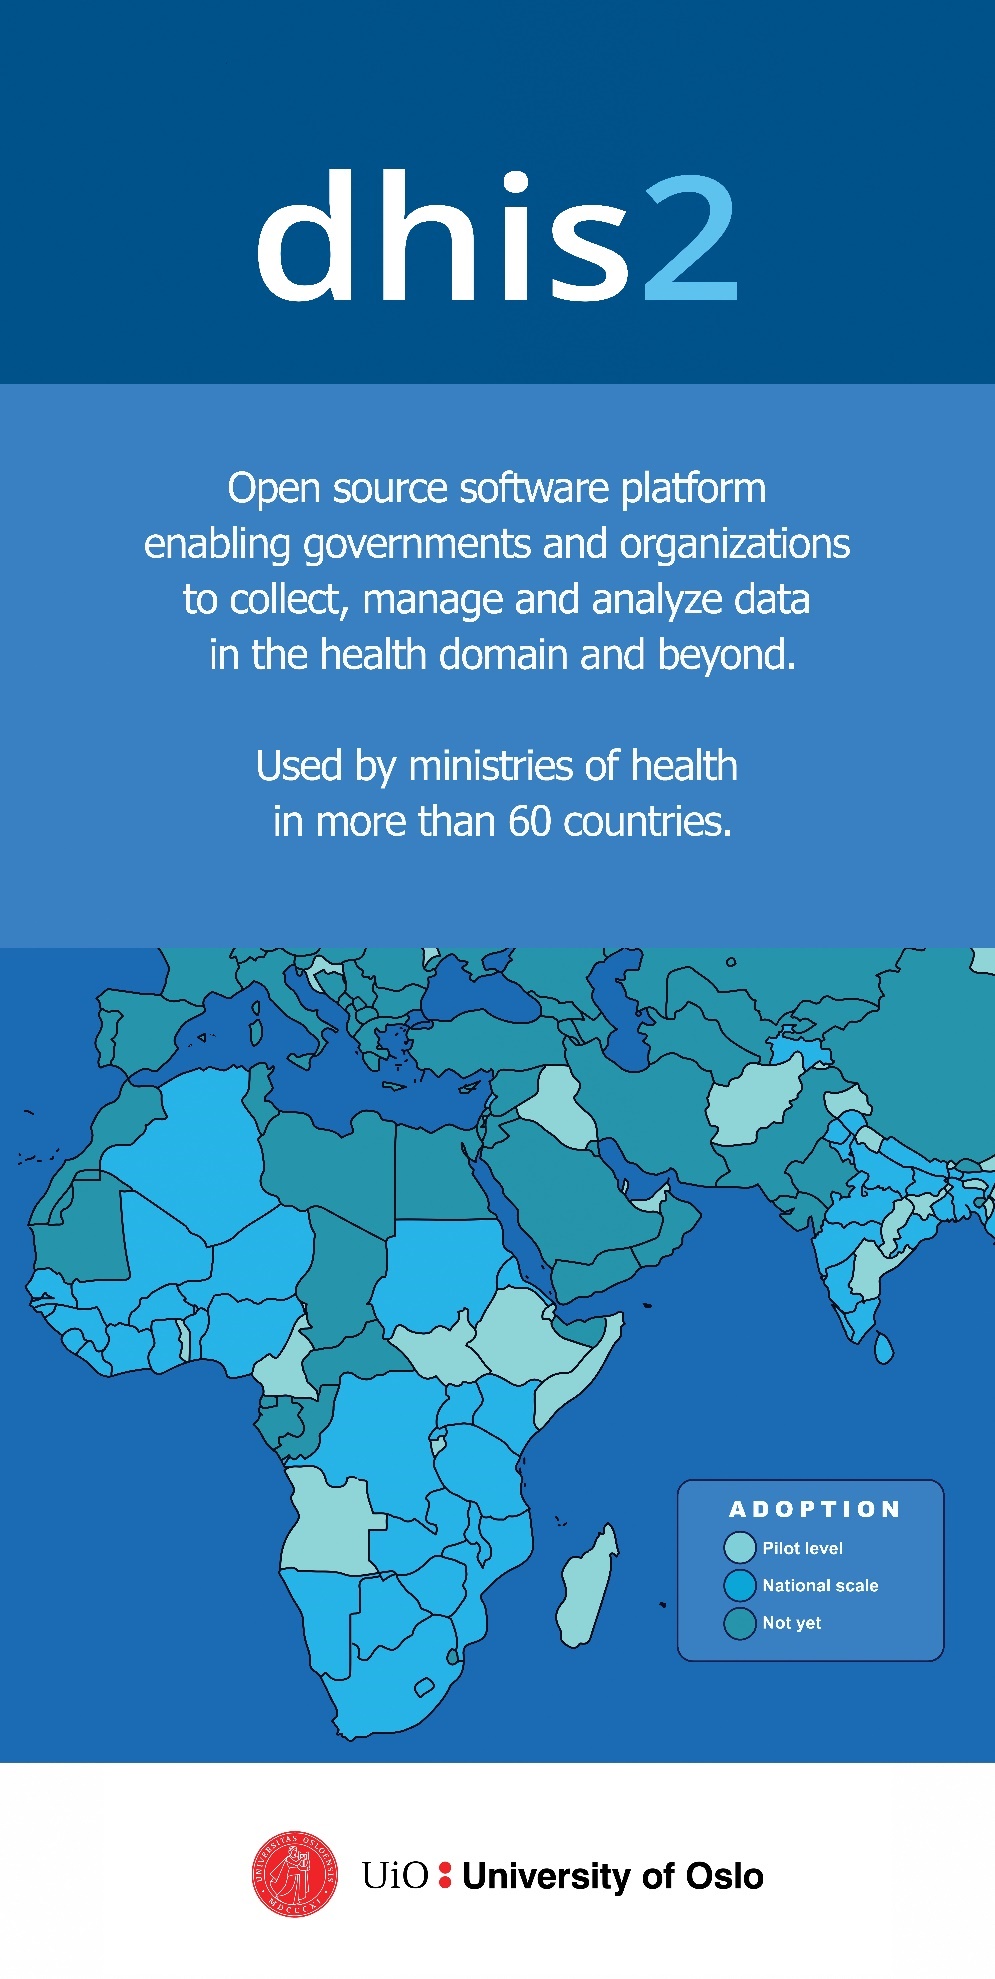 dhis2
Open source software platform
enabling governments and organizations
to collect, manage and analyze data
in the health domain and beyond.
Used by ministries of health
in more than 60 countries.
ADOPTION
Pilot level
National scale
Not yet
UNIVERSITAS OSLOENSIS
MDCCCXI
UiO : University of Oslo